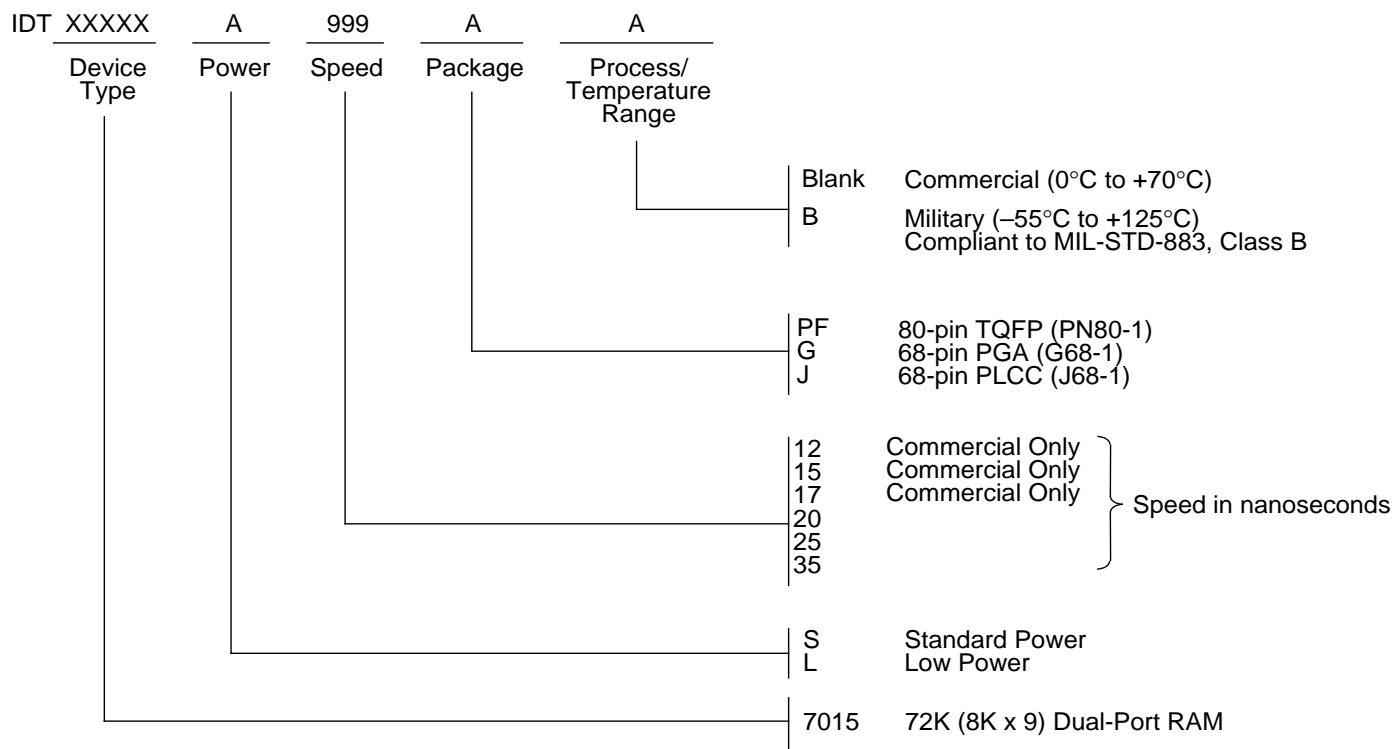 IDT XXXXX A 999 A A
Device Type Power Speed Package Process/ Temperature Range
Blank Commercial (0°C to +70°C)
B Military (–55°C to +125°C)
Compliant to MIL-STD-883, Class B
PF 80-pin TQFP (PN80-1)
G 68-pin PGA (G68-1)
J 68-pin PLCC (J68-1)
12 Commercial Only
15 Commercial Only
17 Commercial Only
20
25
35
Speed in nanoseconds
S Standard Power
L Low Power
7015 72K (8K x 9) Dual-Port RAM